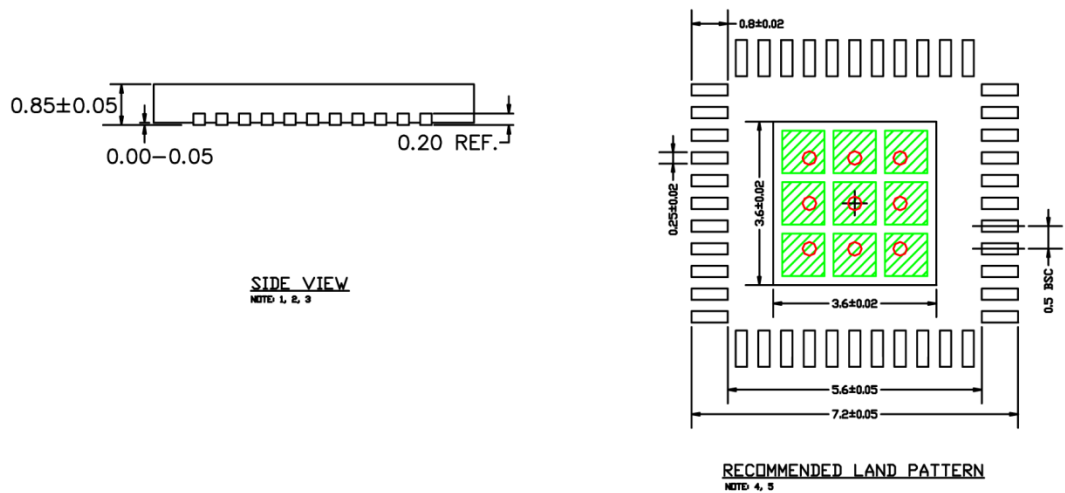 0.85±0.05
0.00-0.05
0.20 REF.
SIDE VIEW
NOTE: 1, 2, 3
0.8±0.02
0.25±0.02
3.6±0.02
3.6±0.02
0.5 BSC
5.6±0.05
7.2±0.05
RECOMMENDED LAND PATTERN
NOTE: 4, 5